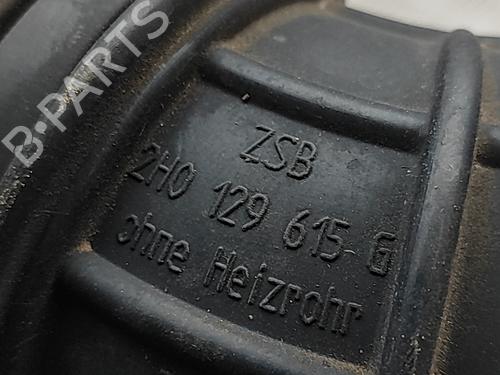 B-PARTS
ZSB
2H0 129 615 G
ohne Heizrohr